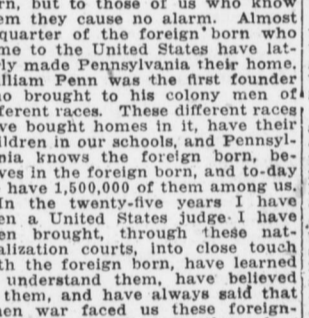 rn, but to those of us who know
em they cause no alarm. Almost
quarter of the foreign born who
me to the United States have lat-
ly made Pennsylvania their home.
lliam Penn was the first founder
ho brought to his colony men of
ferent races. These different races
ve bought homes in it, have their
ildren in our schools, and Pennsyl-
nia knows the foreign born, be-
ves in the foreign born, and to-day
have 1,500,000 of them among us.
In the twenty-five years I have
en a United States judge I have
en brought, through these nat-
alization courts, into close touch
th the foreign born, have learned
understand them, have believed
them, and have always said that
hen war faced us these foreign-